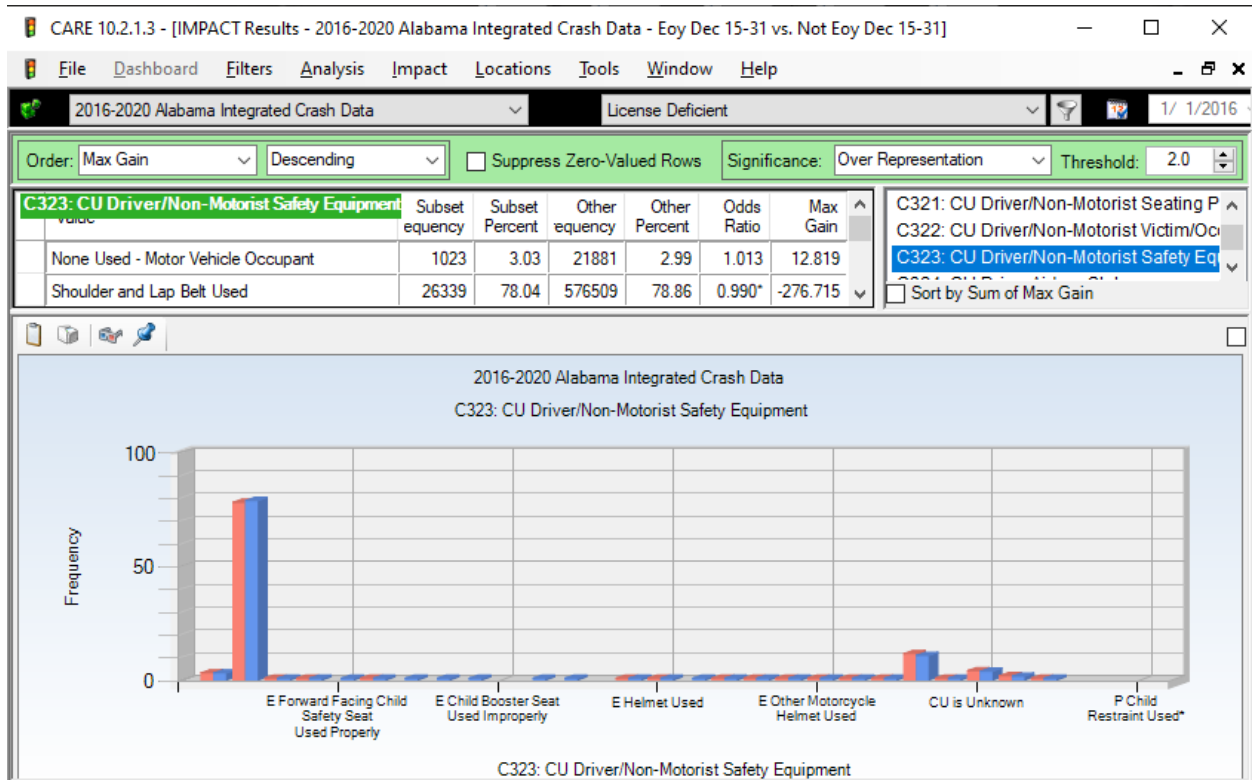 CARE 10.2.1.3 - [IMPACT Results - 2016-2020 Alabama Integrated Crash Data - Eoy Dec 15-31 vs. Not Eoy Dec 15-31]
File Dashboard Filters Analysis Impact Locations Tools Window Help
2016-2020 Alabama Integrated Crash Data License Deficient 1/ 1/2016
Order: Max Gain Descending Suppress Zero-Valued Rows Significance: Over Representation Threshold: 2.0
C323: CU Driver/Non-Motorist Safety Equipment Subset Subset Other Other Odds Max
equency Percent equency Percent Ratio Gain
None Used - Motor Vehicle Occupant 1023 3.03 21881 2.99 1.013 12.819
Shoulder and Lap Belt Used 26339 78.04 576509 78.86 0.990* -276.715
C321: CU Driver/Non-Motorist Seating P
C322: CU Driver/Non-Motorist Victim/Oc
C323: CU Driver/Non-Motorist Safety Eq
Sort by Sum of Max Gain
2016-2020 Alabama Integrated Crash Data
C323: CU Driver/Non-Motorist Safety Equipment
100
50
0
Frequency
E Forward Facing Child
Safety Seat
Used Properly
E Child Booster Seat
Used Improperly
E Helmet Used
E Other Motorcycle
Helmet Used
CU is Unknown
P Child
Restraint Used*
C323: CU Driver/Non-Motorist Safety Equipment